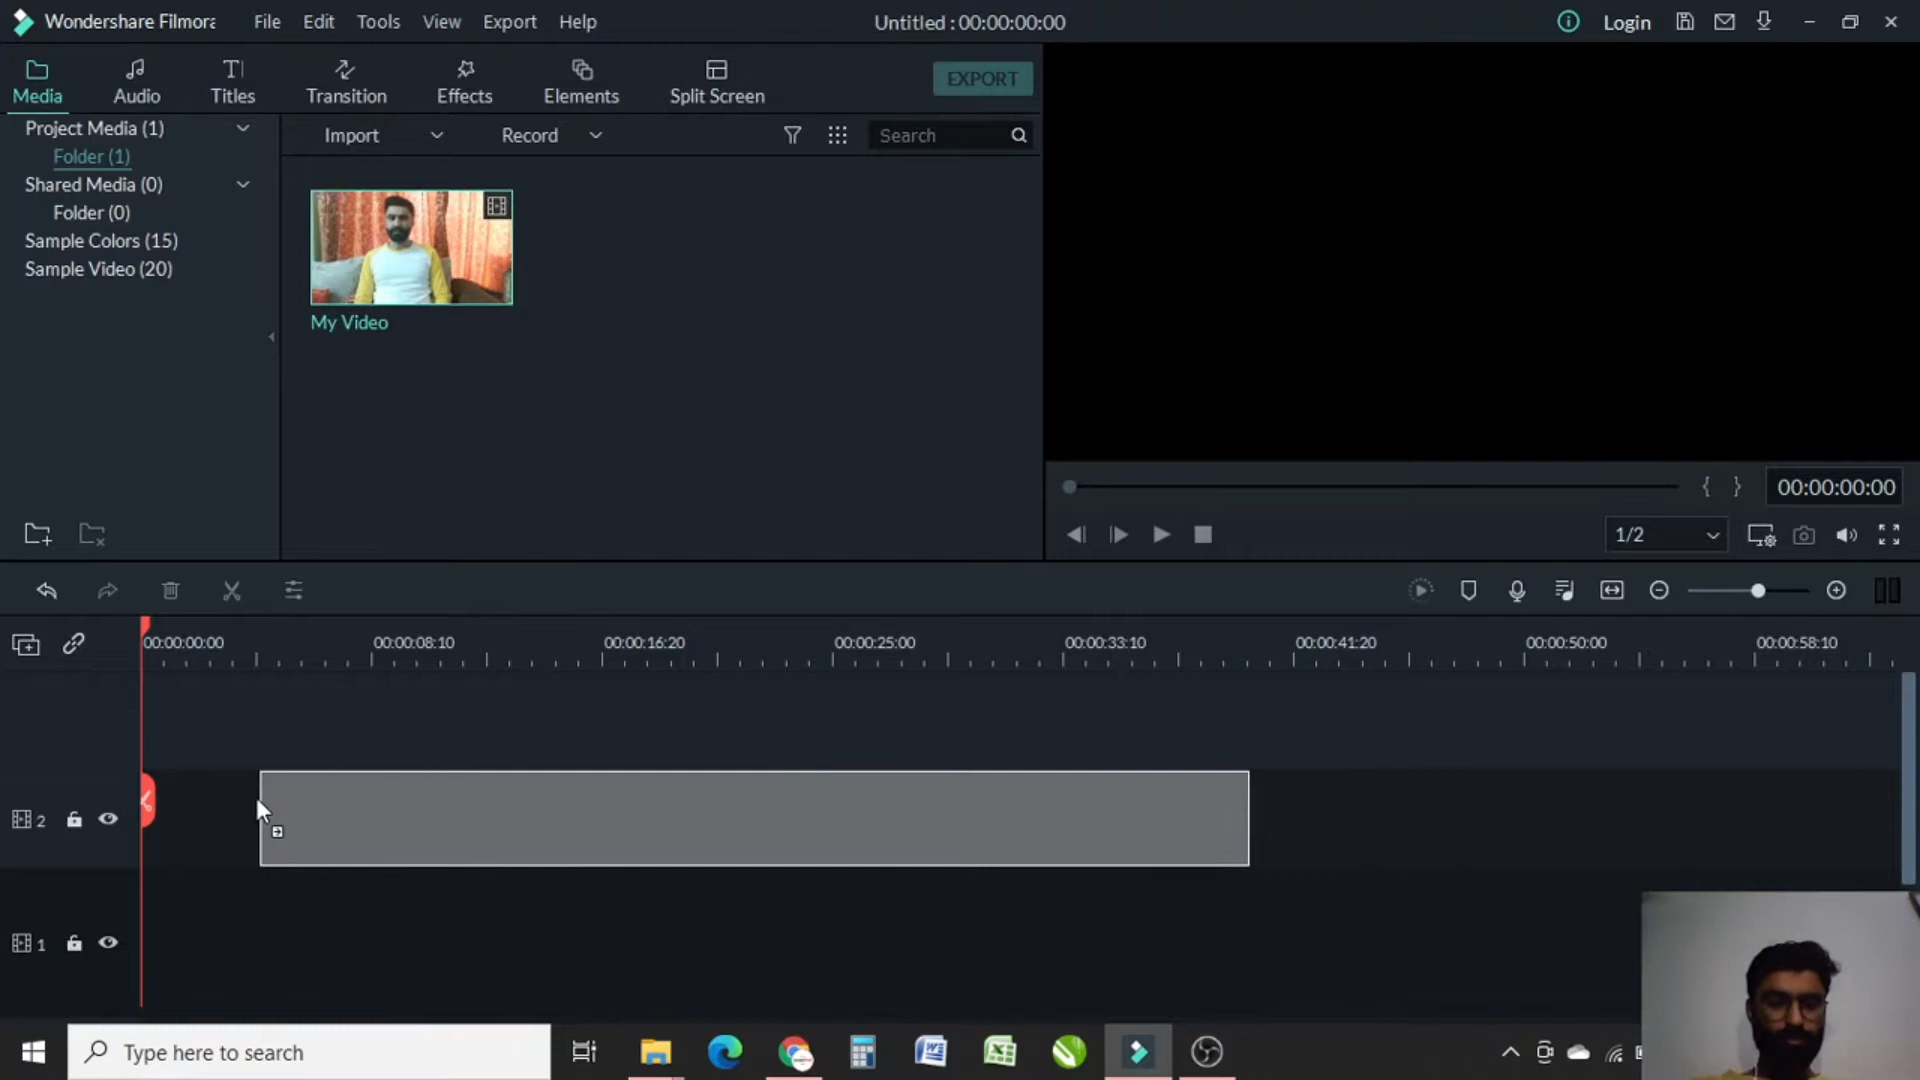 Wondershare Filmora File Edit Tools View Export Help Untitled : 00:00:00:00 Login
Media Audio Titles Transition Effects Elements Split Screen EXPORT
Project Media (1)
Folder (1)
Shared Media (0)
Folder (0)
Sample Colors (15)
Sample Video (20)
Import Record Search
My Video
00:00:00:00
1/2
00:00:00:00 00:00:08:10 00:00:16:20 00:00:25:00 00:00:33:10 00:00:41:20 00:00:50:00 00:00:58:10
2
1
Type here to search